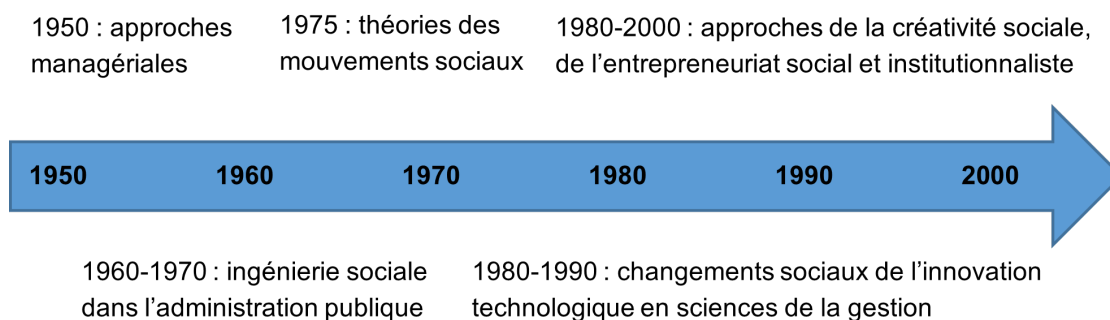 1950 : approches
managériales
1975 : théories des
mouvements sociaux
1980-2000 : approches de la créativité sociale,
de l’entrepreneuriat social et institutionnaliste
1950 1960 1970 1980 1990 2000
1960-1970 : ingénierie sociale
dans l’administration publique
1980-1990 : changements sociaux de l’innovation
technologique en sciences de la gestion